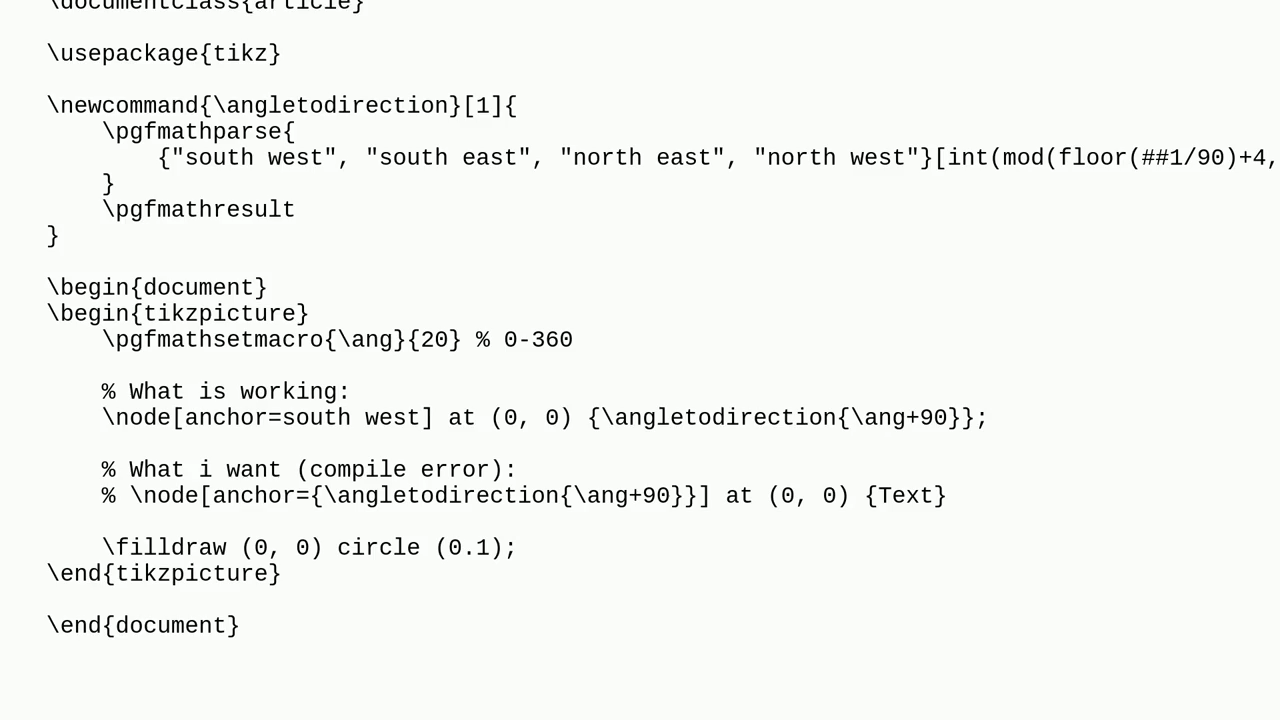 \documentclass{article}
\usepackage{tikz}
\newcommand{\angletodirection}[1]{
    \pgfmathparse{
        {"south west", "south east", "north east", "north west"}[int(mod(floor(##1/90)+4,
    }
    \pgfmathresult
}
\begin{document}
\begin{tikzpicture}
    \pgfmathsetmacro{\ang}{20} % 0-360
    % What is working:
    \node[anchor=south west] at (0, 0) {\angletodirection{\ang+90}};
    % What i want (compile error):
    % \node[anchor={\angletodirection{\ang+90}}] at (0, 0) {Text}
    \filldraw (0, 0) circle (0.1);
\end{tikzpicture}
\end{document}